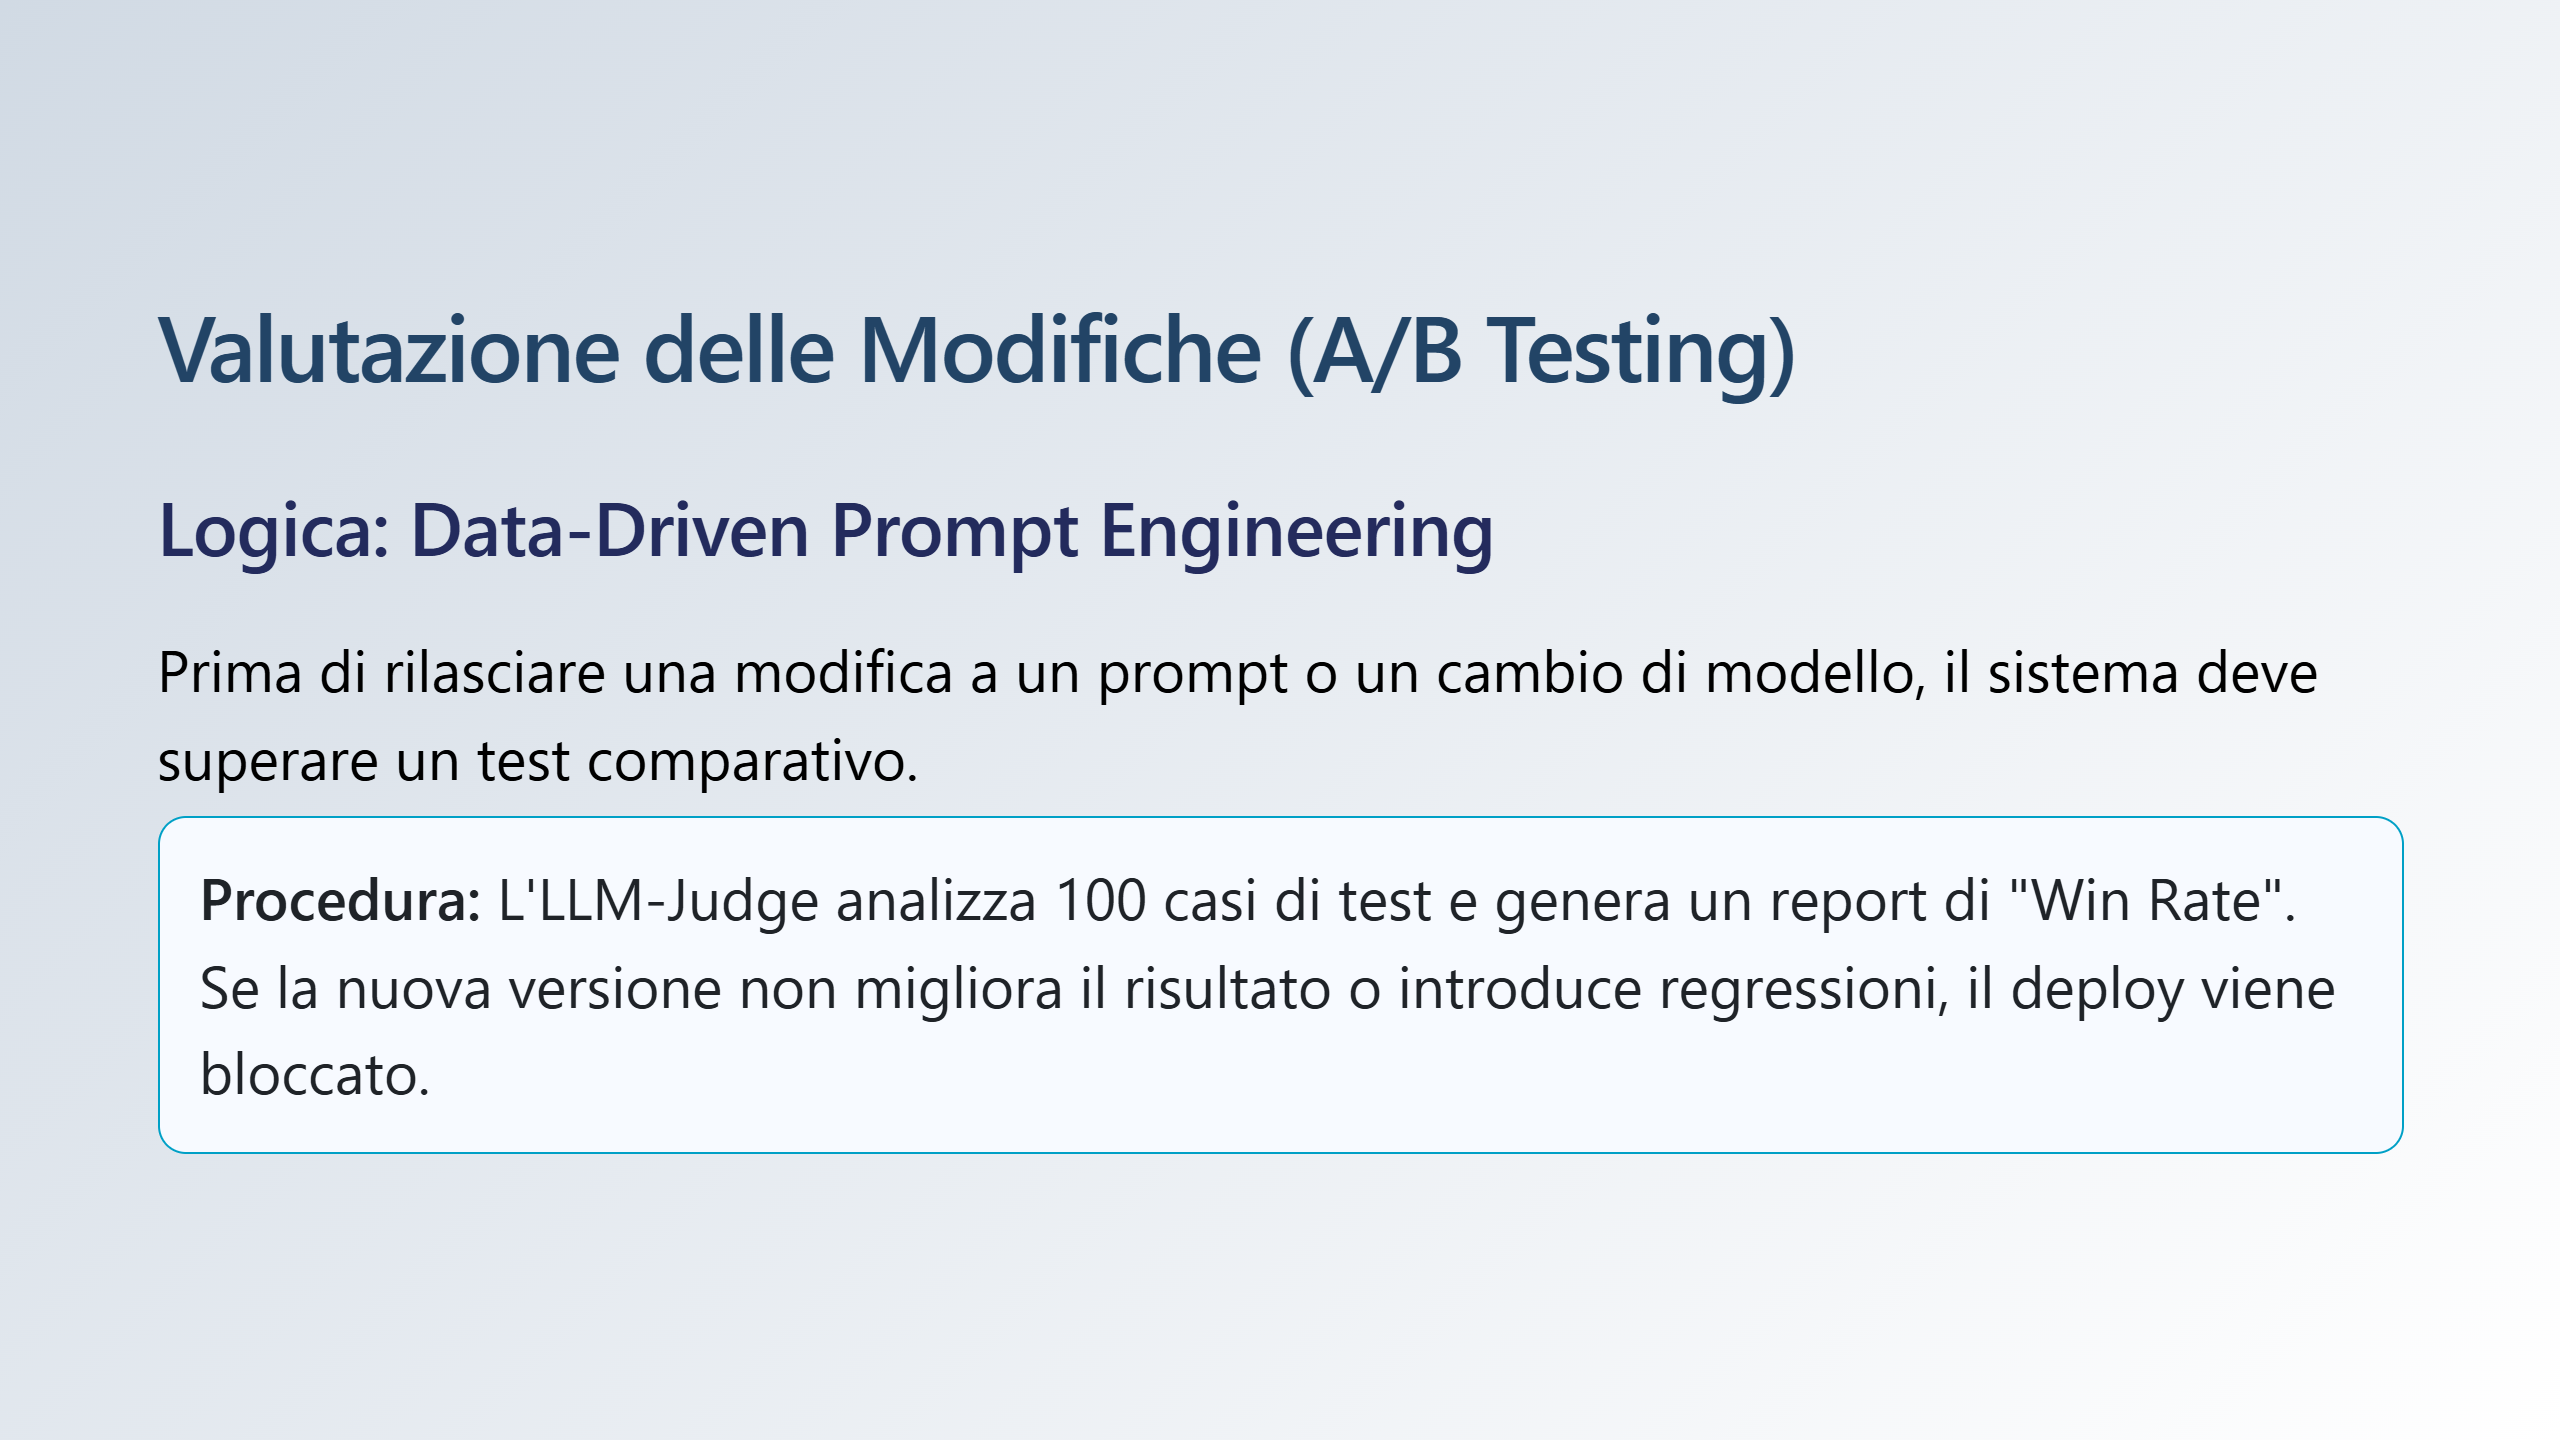 Valutazione delle Modifiche (A/B Testing)
Logica: Data-Driven Prompt Engineering
Prima di rilasciare una modifica a un prompt o un cambio di modello, il sistema deve
superare un test comparativo.
Procedura: L'LLM-Judge analizza 100 casi di test e genera un report di "Win Rate".
Se la nuova versione non migliora il risultato o introduce regressioni, il deploy viene
bloccato.